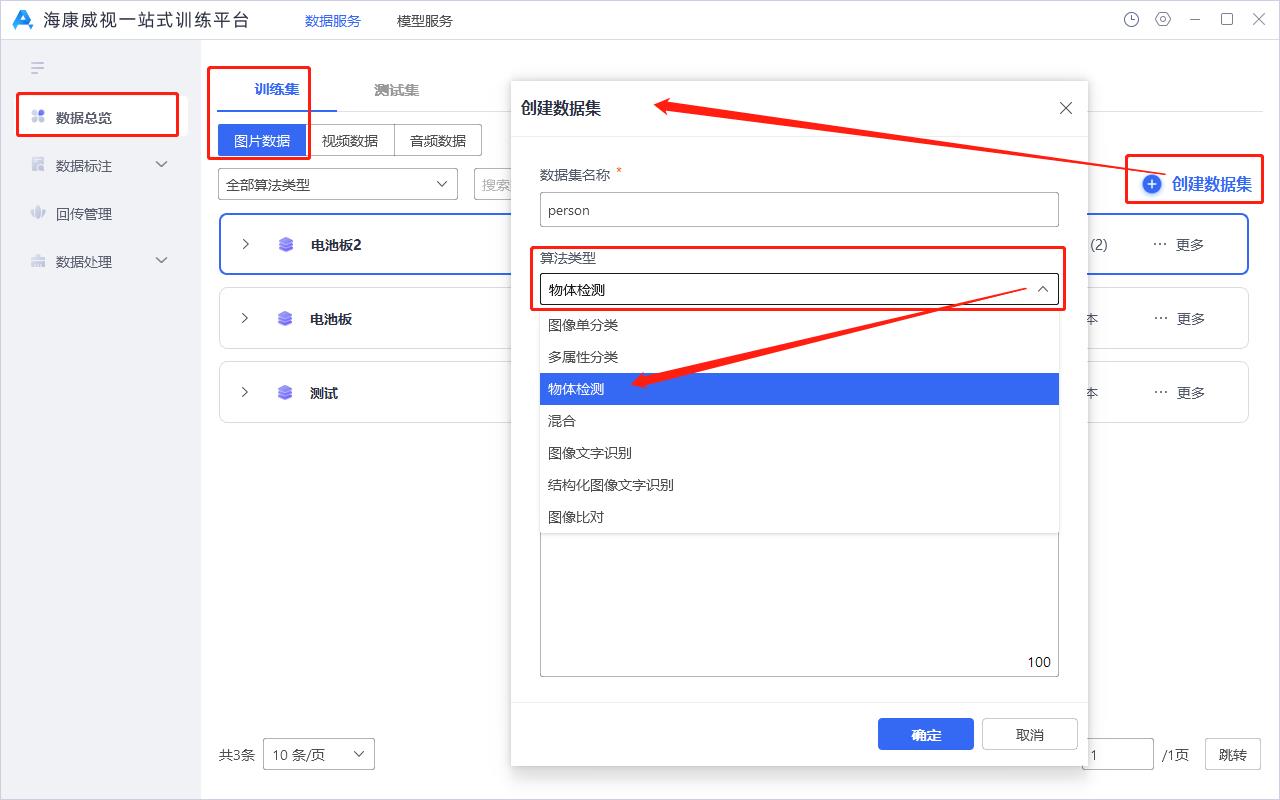 海康威视一站式训练平台
数据服务
模型服务
数据总览
数据标注
回传管理
数据处理
训练集
测试集
图片数据
视频数据
音频数据
全部算法类型
搜索
创建数据集
电池板2
(2)
更多
电池板
本
更多
测试
本
更多
共3条
10 条/页
1
/1页
跳转
创建数据集
数据集名称 *
person
算法类型
物体检测
图像单分类
多属性分类
物体检测
混合
图像文字识别
结构化图像文字识别
图像比对
100
确定
取消